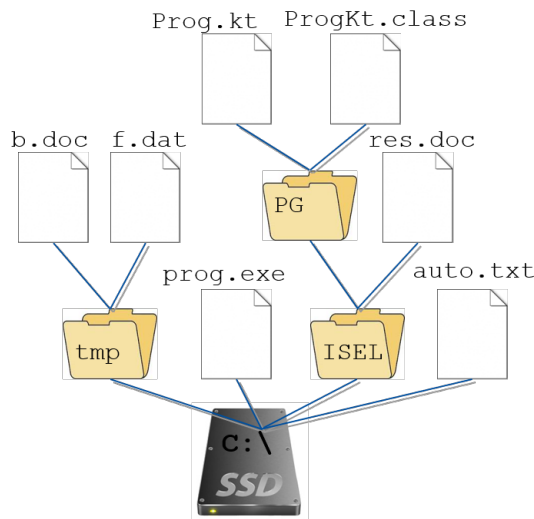 Prog.kt
ProgKt.class
b.doc
f.dat
res.doc
PG
prog.exe
auto.txt
tmp
ISEL
C:\
SSD